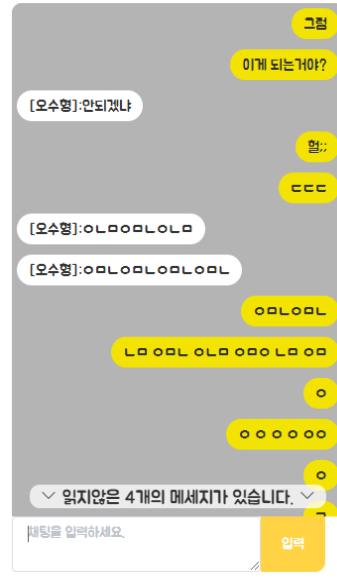 그럼
이게 되는거야?
[오수형]:안되겠냐
헐;;
ㄷㄷㄷ
[오수형]:ㅇㄴㅁㅇㅁㄴㅇㄴㅁ
[오수형]:ㅇㅁㄴㅇㅁㄴㅇㅁㄴㅇㅁㄴ
ㅇㅁㄴㅇㅁㄴ
ㄴㅁ ㅇㅁㄴ ㅇㄴㅁ ㅇㅁㅇ ㄴㅁ ㅇㅁ
ㅇ
ㅇ ㅇ ㅇ ㅇ ㅇㅇ
ㅇ
읽지않은 4개의 메세지가 있습니다.
채팅을 입력하세요.
입력